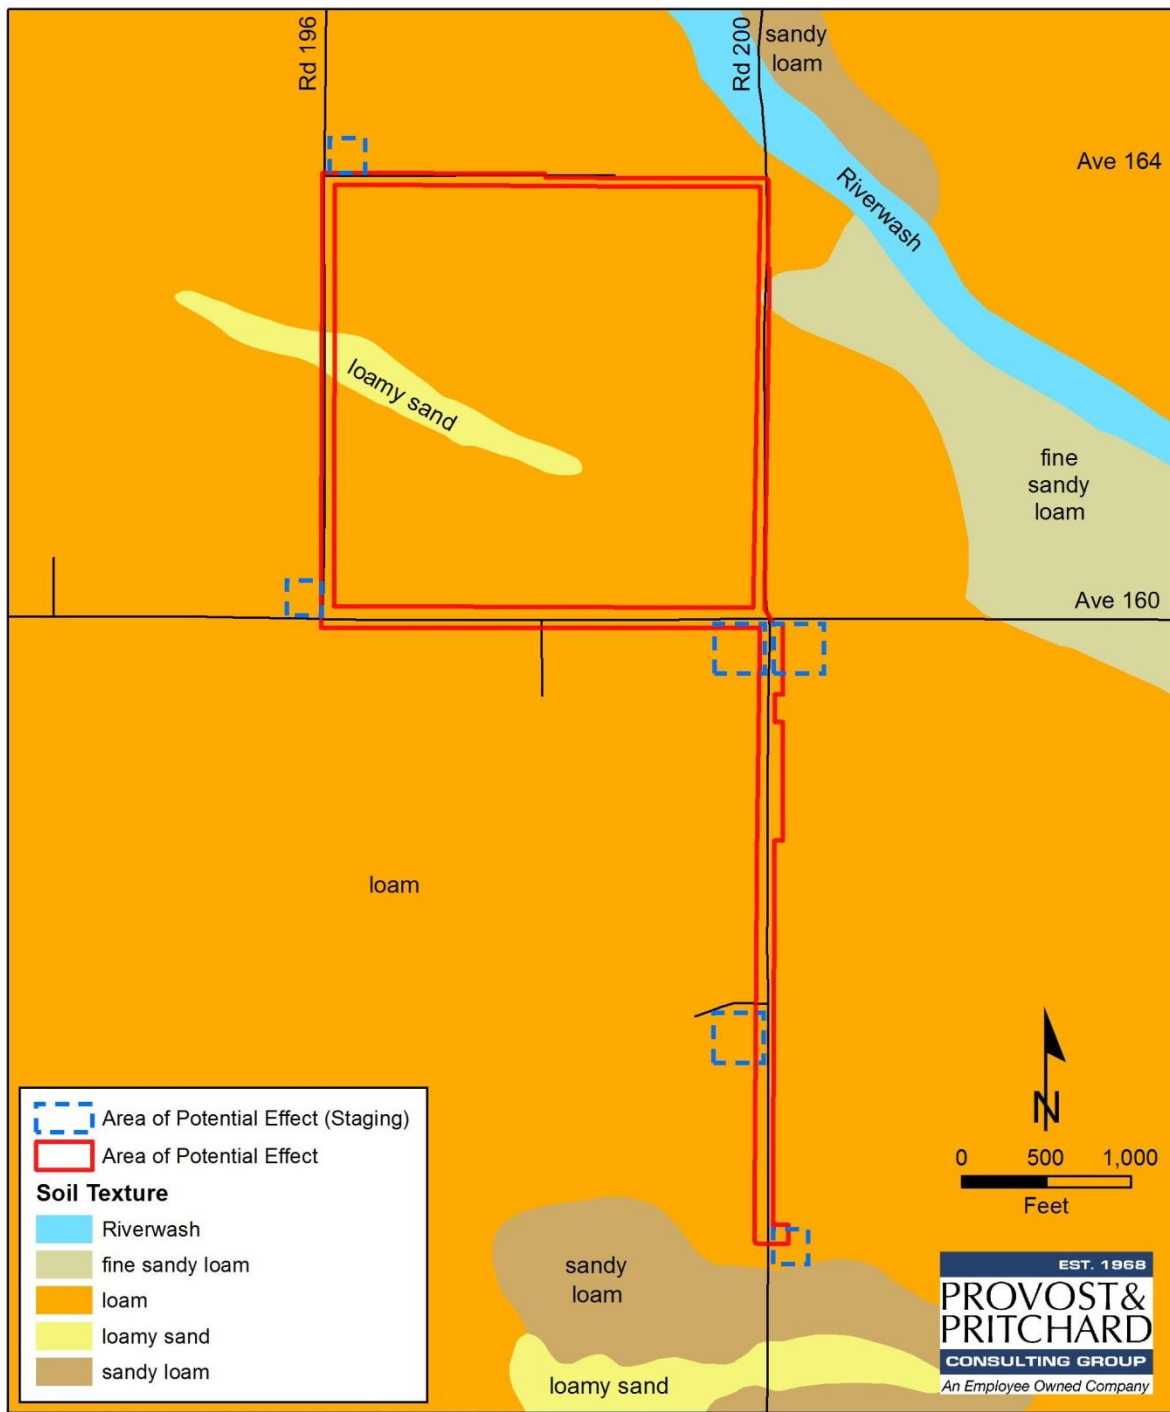 Rd 196
Rd 200
sandy
loam
Ave 164
Riverwash
loamy sand
fine
sandy
loam
Ave 160
loam
N
0 500 1,000
Feet
Area of Potential Effect (Staging)
Area of Potential Effect
Soil Texture
Riverwash
fine sandy loam
loam
loamy sand
sandy loam
sandy
loam
loamy sand
EST. 1968
PROVOST&
PRITCHARD
CONSULTING GROUP
An Employee Owned Company